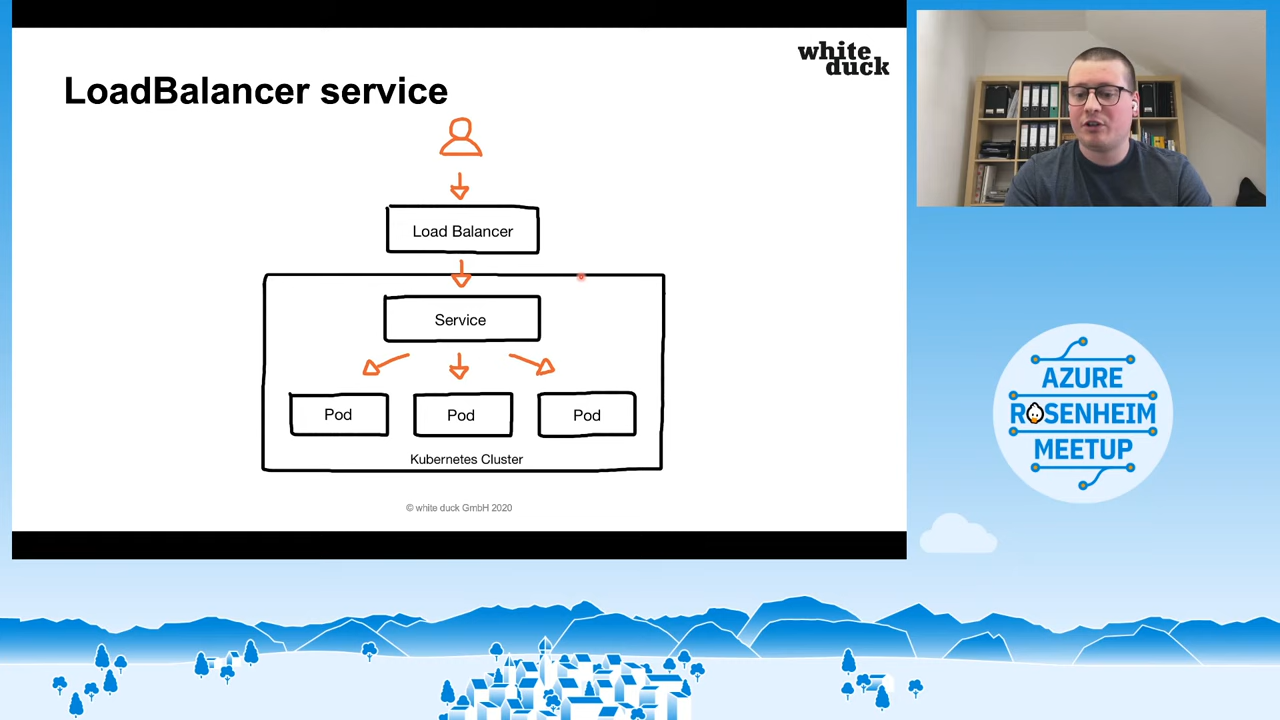 LoadBalancer service
white
duck
Load Balancer
Service
Pod Pod Pod
Kubernetes Cluster
© white duck GmbH 2020
AZURE
ROSENHEIM
MEETUP